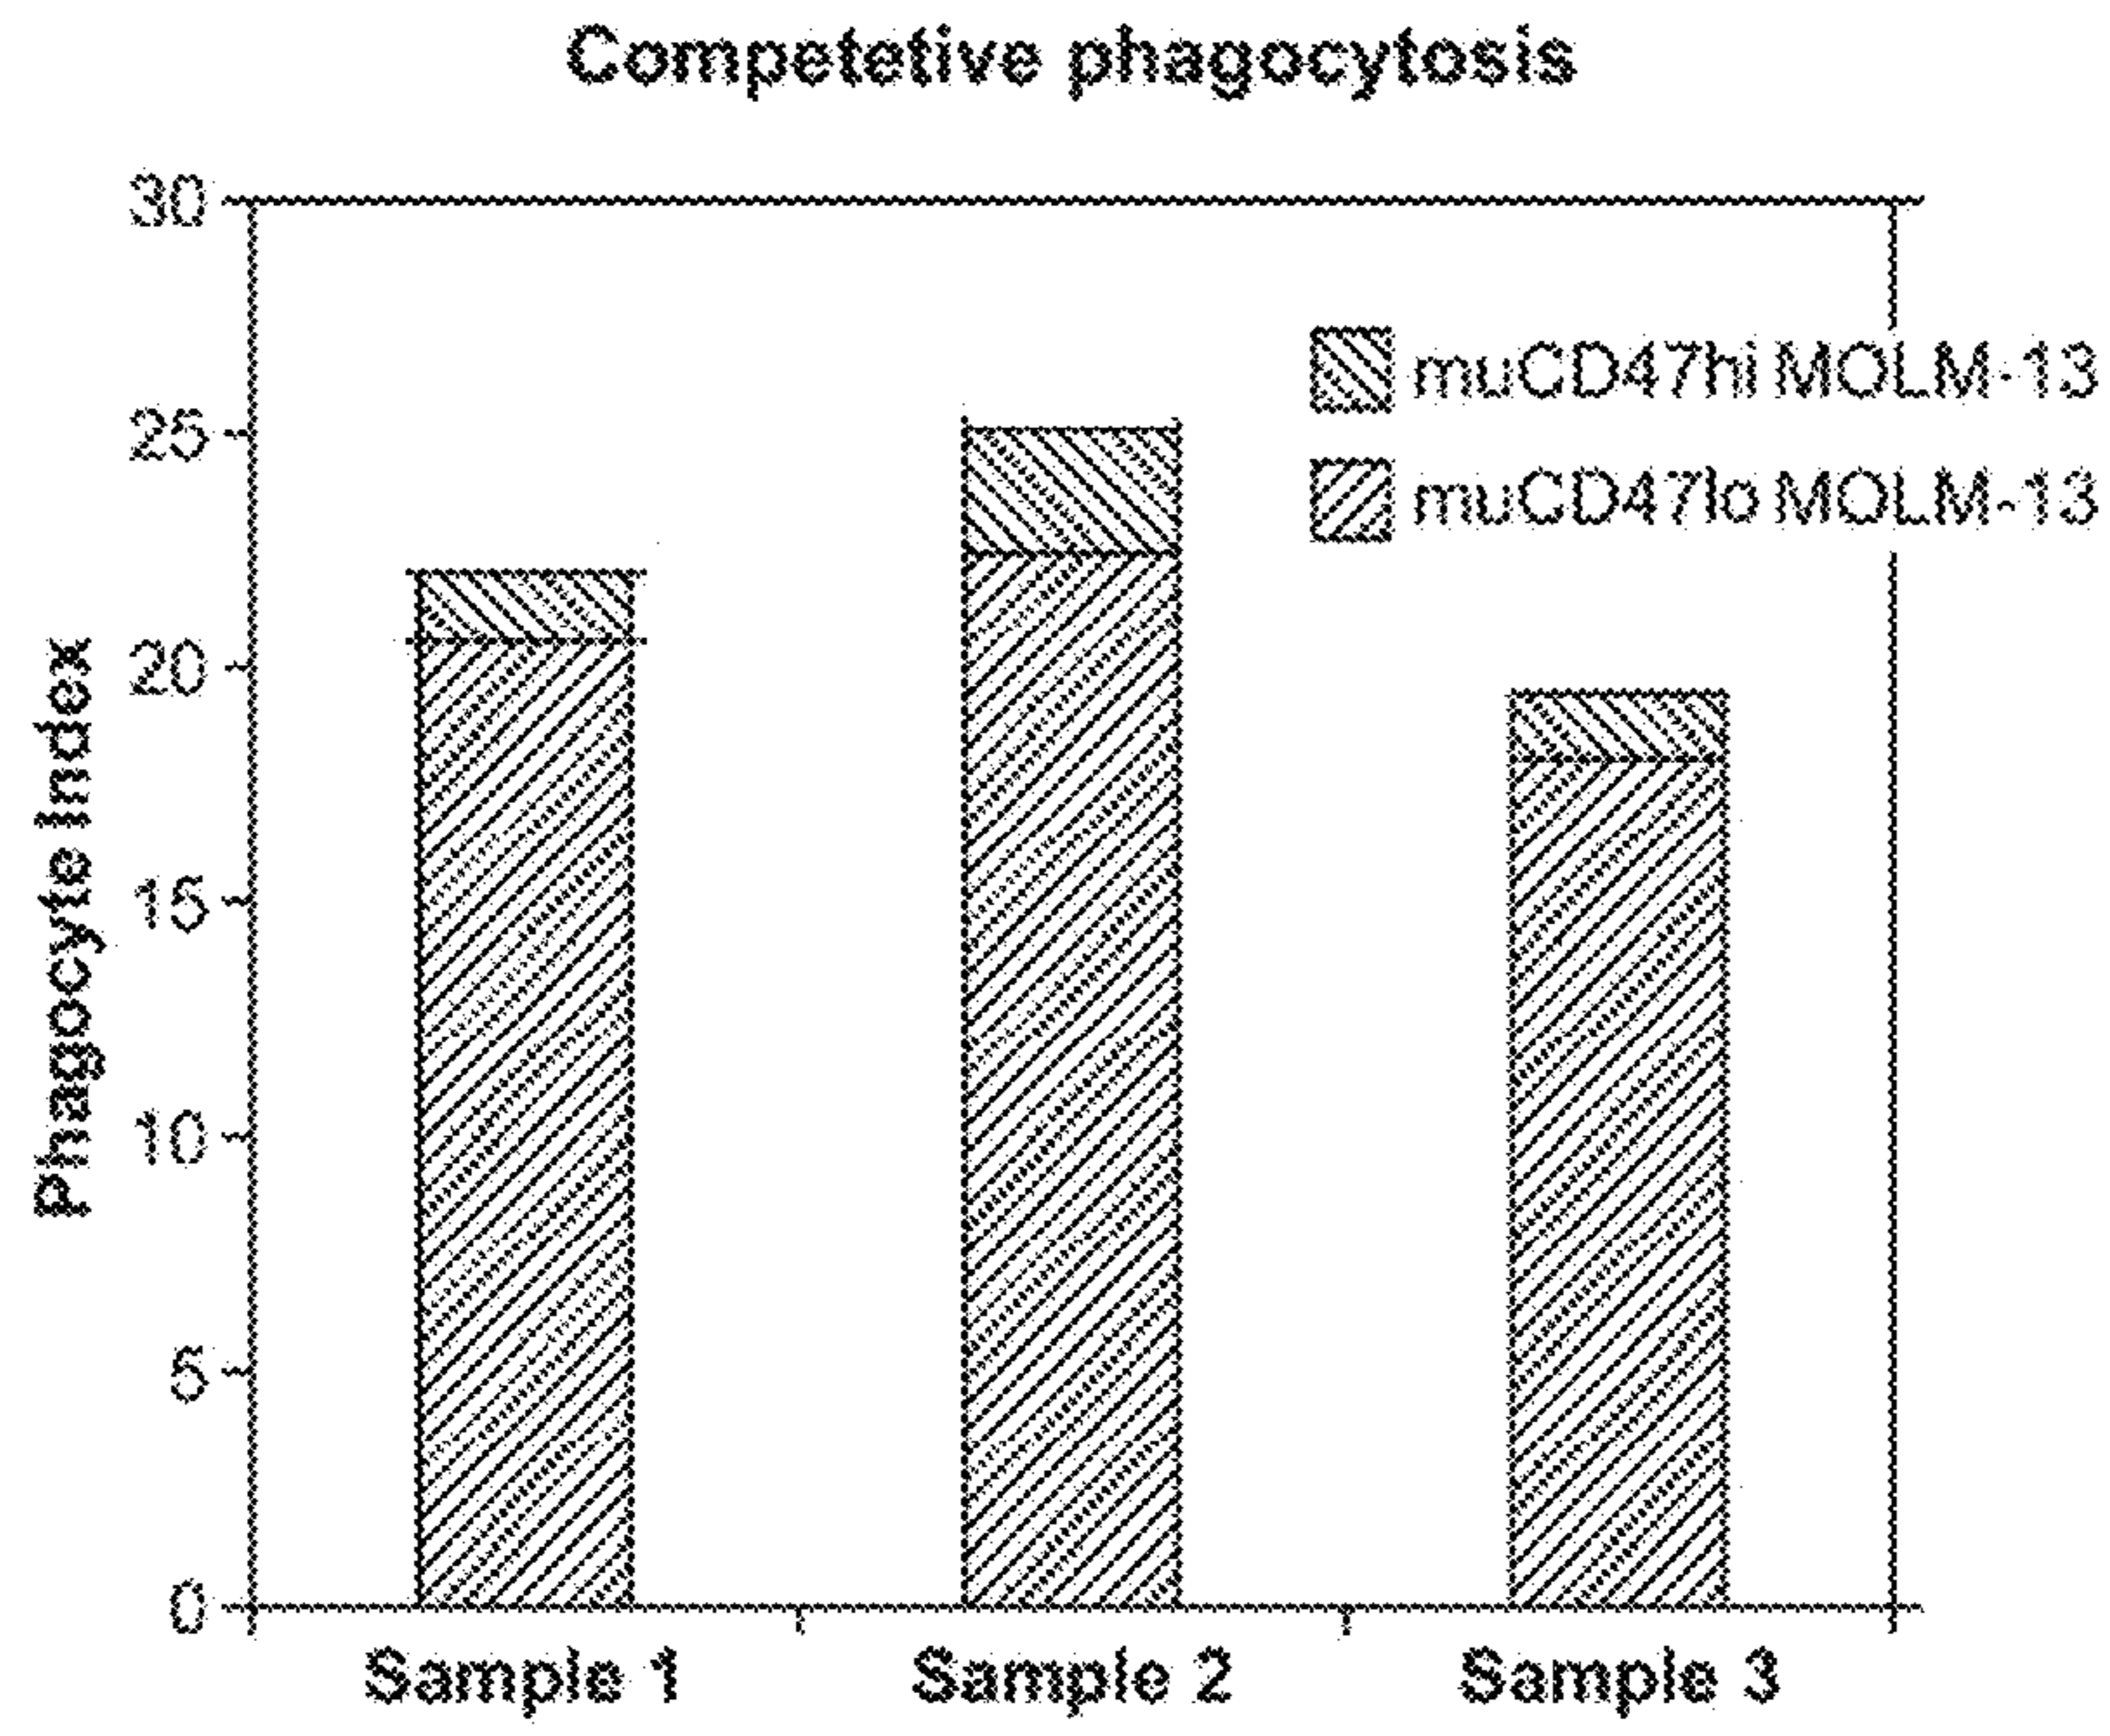 Competetive phagocytosis
30
25
20
15
10
5
0
Phagocyte Index
muCD47hi MOLM-13
muCD47lo MOLM-13
Sample 1
Sample 2
Sample 3